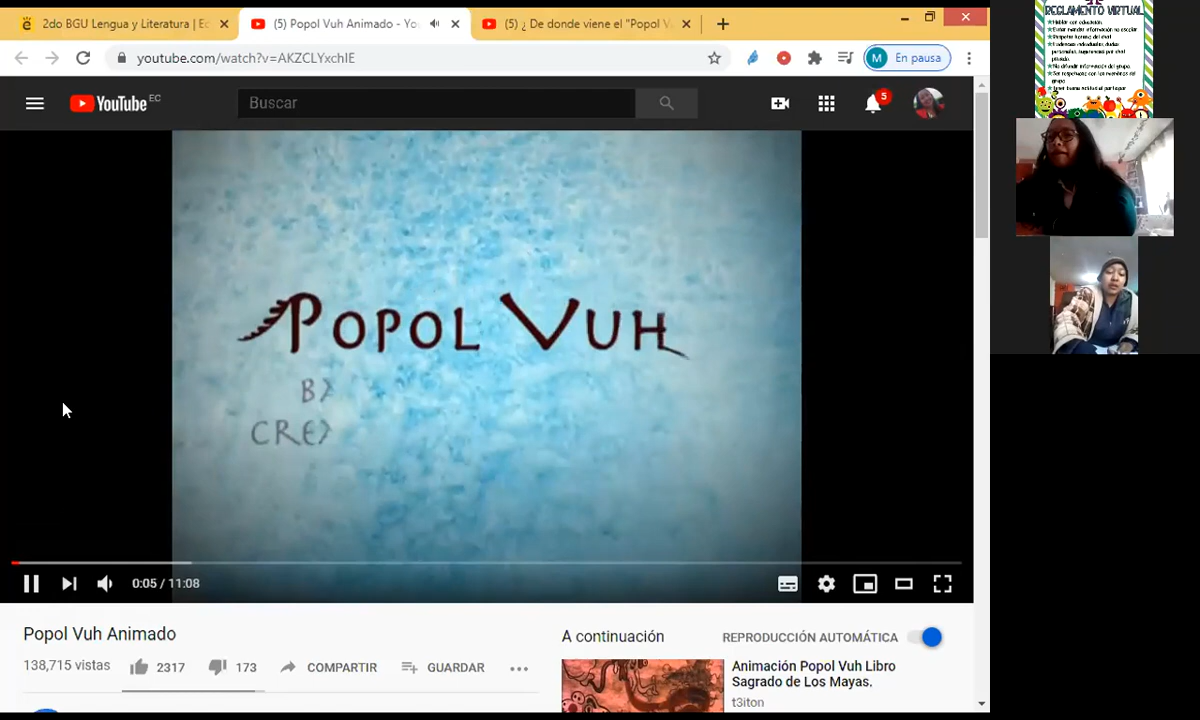 2do BGU Lengua y Literatura | Ec
(5) Popol Vuh Animado - Yo
(5) ¿ De donde viene el "Popol V
youtube.com/watch?v=AKZCLYxchIE
M En pausa
YouTube EC
Buscar
5
POPOL VUH
0:05 / 11:08
Popol Vuh Animado
138,715 vistas
2317
173
COMPARTIR
GUARDAR
A continuación
REPRODUCCIÓN AUTOMÁTICA
Animación Popol Vuh Libro
Sagrado de Los Mayas.
t3iton
REGLAMENTO VIRTUAL